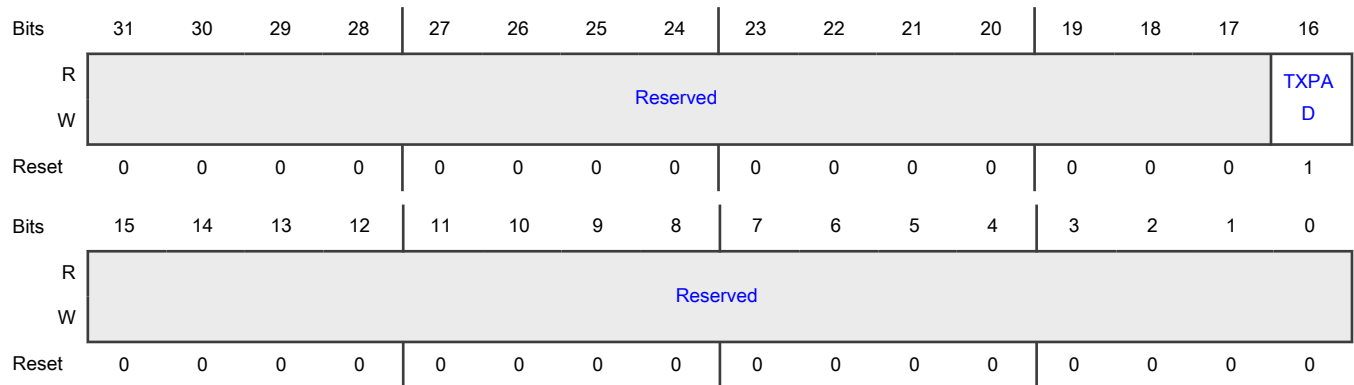 Bits 31 30 29 28 27 26 25 24 23 22 21 20 19 18 17 16
R
Reserved
TXPA
D
W
Reset 0 0 0 0 0 0 0 0 0 0 0 0 0 0 0 1
Bits 15 14 13 12 11 10 9 8 7 6 5 4 3 2 1 0
R
Reserved
W
Reset 0 0 0 0 0 0 0 0 0 0 0 0 0 0 0 0